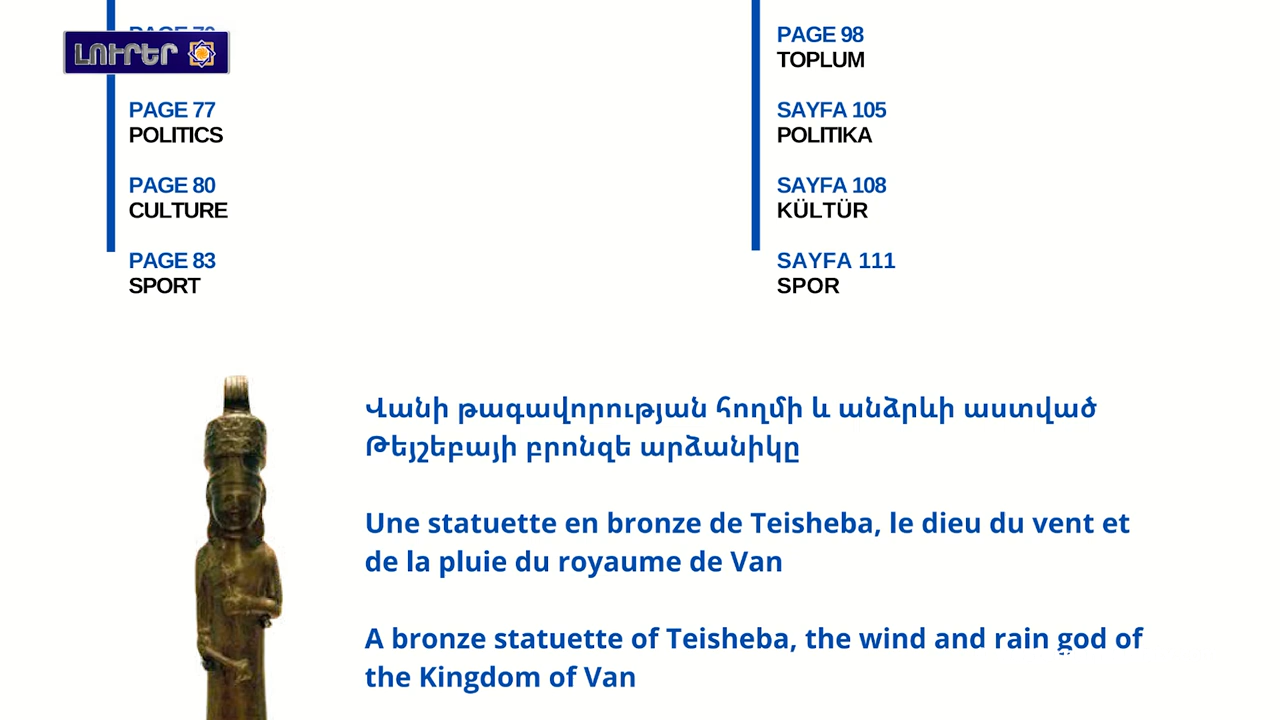 Լուրեր
PAGE 77
POLITICS
PAGE 80
CULTURE
PAGE 83
SPORT
PAGE 98
TOPLUM
SAYFA 105
POLITIKA
SAYFA 108
KÜLTÜR
SAYFA 111
SPOR
Վանի թագավորության հողմի և անձրևի աստված
Թեյշեբայի բրոնզե արձանիկը
Une statuette en bronze de Teisheba, le dieu du vent et
de la pluie du royaume de Van
A bronze statuette of Teisheba, the wind and rain god of
the Kingdom of Van